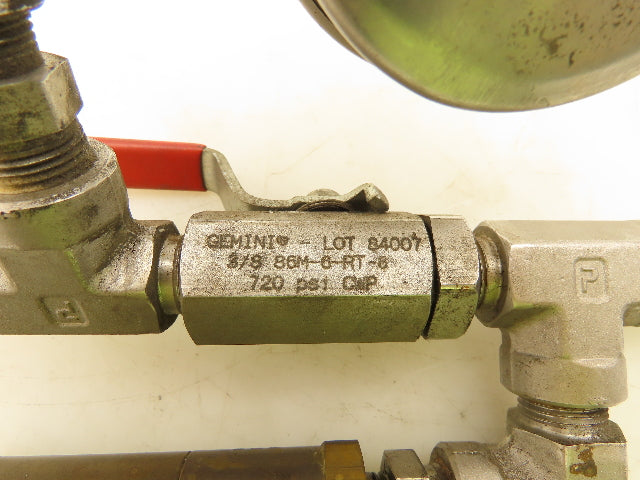 GEMINI® - LOT 84007
3/8 86M-6-RT-6
720 psi CWP
P
P